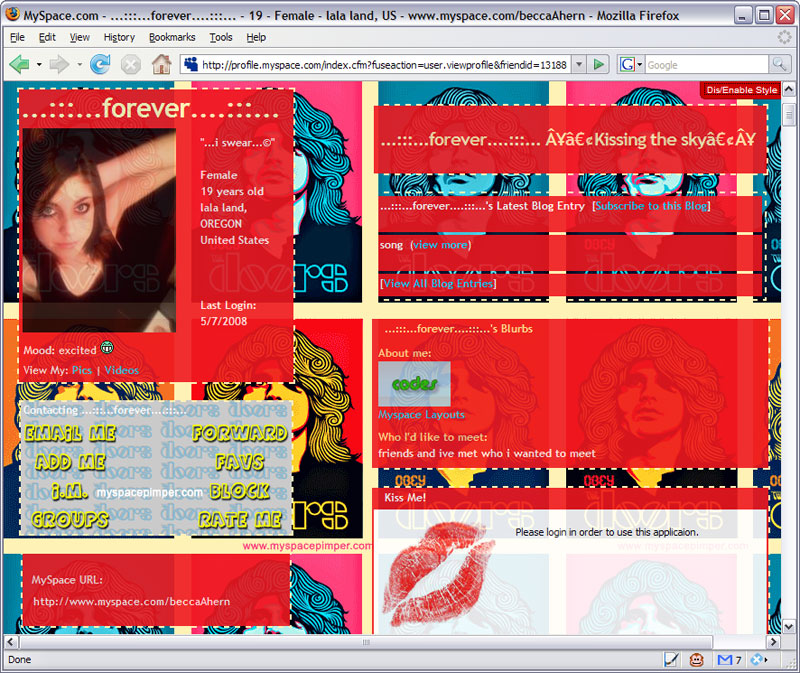 MySpace.com - ...:::...forever....:::... - 19 - Female - lala land, US - www.myspace.com/beccaAhern - Mozilla Firefox
File Edit View History Bookmarks Tools Help
http://profile.myspace.com/index.cfm?fuseaction=user.viewprofile&friendid=13188
G Google
Dis/Enable Style
...:::...forever....:::...
"...i swear...©"
Female
19 years old
lala land,
OREGON
United States
Last Login:
5/7/2008
Mood: excited
View My: Pics | Videos
Contacting ...:::...forever....:::...
EMAIL ME FORWARD
ADD ME FAVS
I.M. myspacepimper.com BLOCK
GROUPS RATE ME
www.myspacepimper.com
MySpace URL:
http://www.myspace.com/beccaAhern
...:::...forever....:::... Â¥â€¢Kissing the skyâ€¢Â¥
...:::...forever....:::...'s Latest Blog Entry [Subscribe to this Blog]
song (view more)
[View All Blog Entries]
...:::...forever....:::...'s Blurbs
About me:
codes
Myspace Layouts
Who I'd like to meet:
friends and ive met who i wanted to meet
Kiss Me!
Please login in order to use this applicaion.
www.myspacepimper.com
the doors
OBEY
Done
7